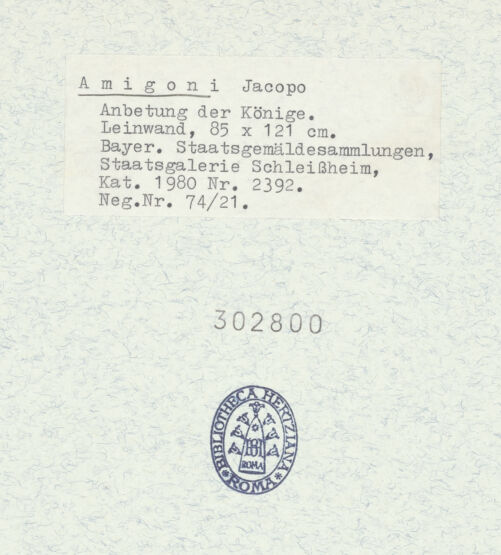 Amigoni Jacopo
Anbetung der Könige.
Leinwand, 85 x 121 cm.
Bayer. Staatsgemäldesammlungen,
Staatsgalerie Schleißheim,
Kat. 1980 Nr. 2392.
Neg.Nr. 74/21.
302800
BIBLIOTHECA HERTZIANA
BH
ROMA
ROMA